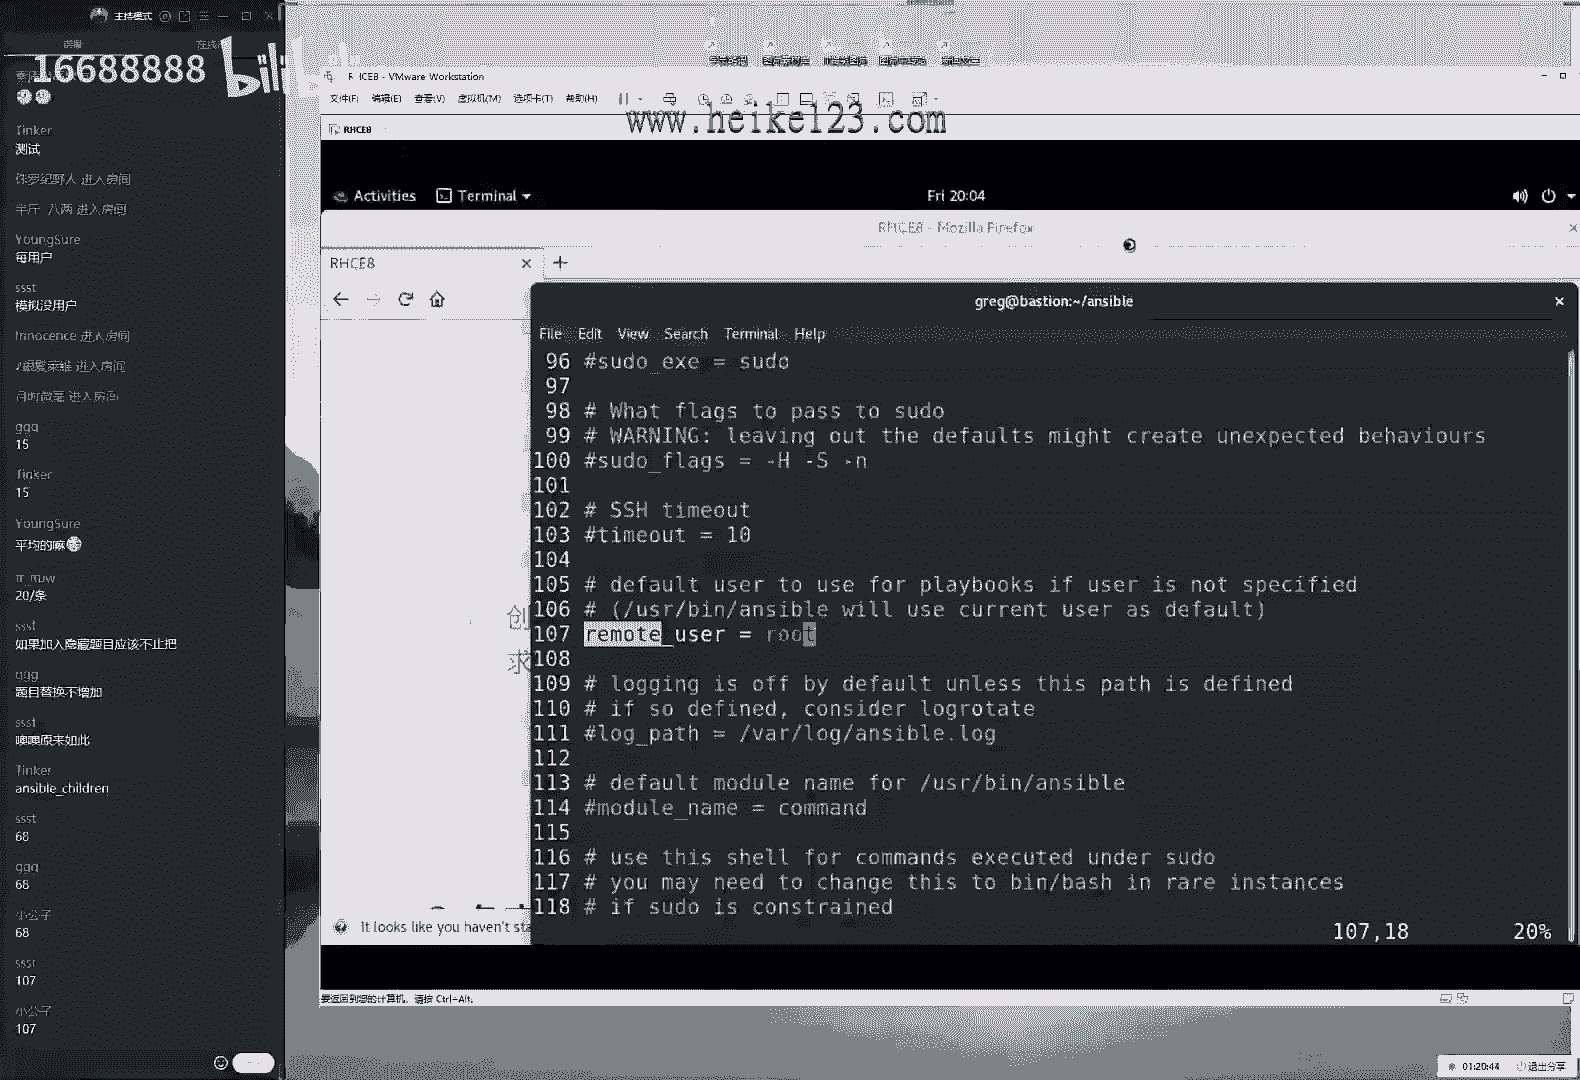 主持模式
16688888
bilibili
Tinker
测试
侏罗纪野人 进入房间
半斤 八两 进入房间
YoungSure
每用户
ssst
模拟没用户
Innocence 进入房间
进入房间
进入房间
ggg
15
Tinker
15
YoungSure
平均的嘛
20/条
ssst
如果加入隐藏题目应该不止把
ggg
题目替换不增加
ssst
噢噢原来如此
Tinker
ansible_children
ssst
68
ggg
68
小公子
68
ssst
107
小公子
107
RHCE8 - VMware Workstation
文件(F) 编辑(E) 查看(V) 虚拟机(M) 选项卡(T) 帮助(H)
www.heike123.com
RHCE8
Activities Terminal Fri 20:04
RHCE8 - Mozilla Firefox
RHCE8
创
求
It looks like you haven't sta
greg@bastion:~/ansible
File Edit View Search Terminal Help
96 #sudo_exe = sudo
97
98 # What flags to pass to sudo
99 # WARNING: leaving out the defaults might create unexpected behaviours
100 #sudo_flags = -H -S -n
101
102 # SSH timeout
103 #timeout = 10
104
105 # default user to use for playbooks if user is not specified
106 # (/usr/bin/ansible will use current user as default)
107 remote_user = root
108
109 # logging is off by default unless this path is defined
110 # if so defined, consider logrotate
111 #log_path = /var/log/ansible.log
112
113 # default module name for /usr/bin/ansible
114 #module_name = command
115
116 # use this shell for commands executed under sudo
117 # you may need to change this to bin/bash in rare instances
118 # if sudo is constrained
107,18 20%
要返回到您的计算机，请按 Ctrl+Alt。
01:20:44 退出分享